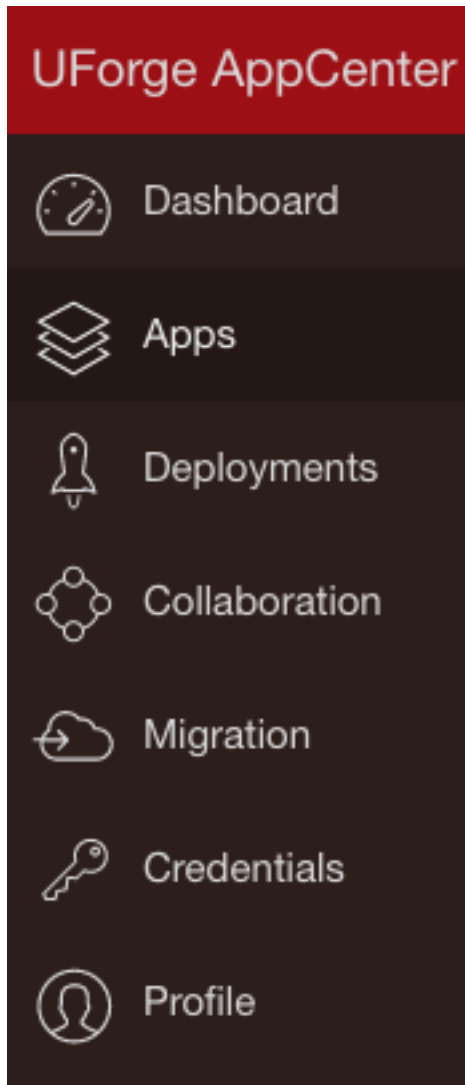 UForge AppCenter
Dashboard
Apps
Deployments
Collaboration
Migration
Credentials
Profile